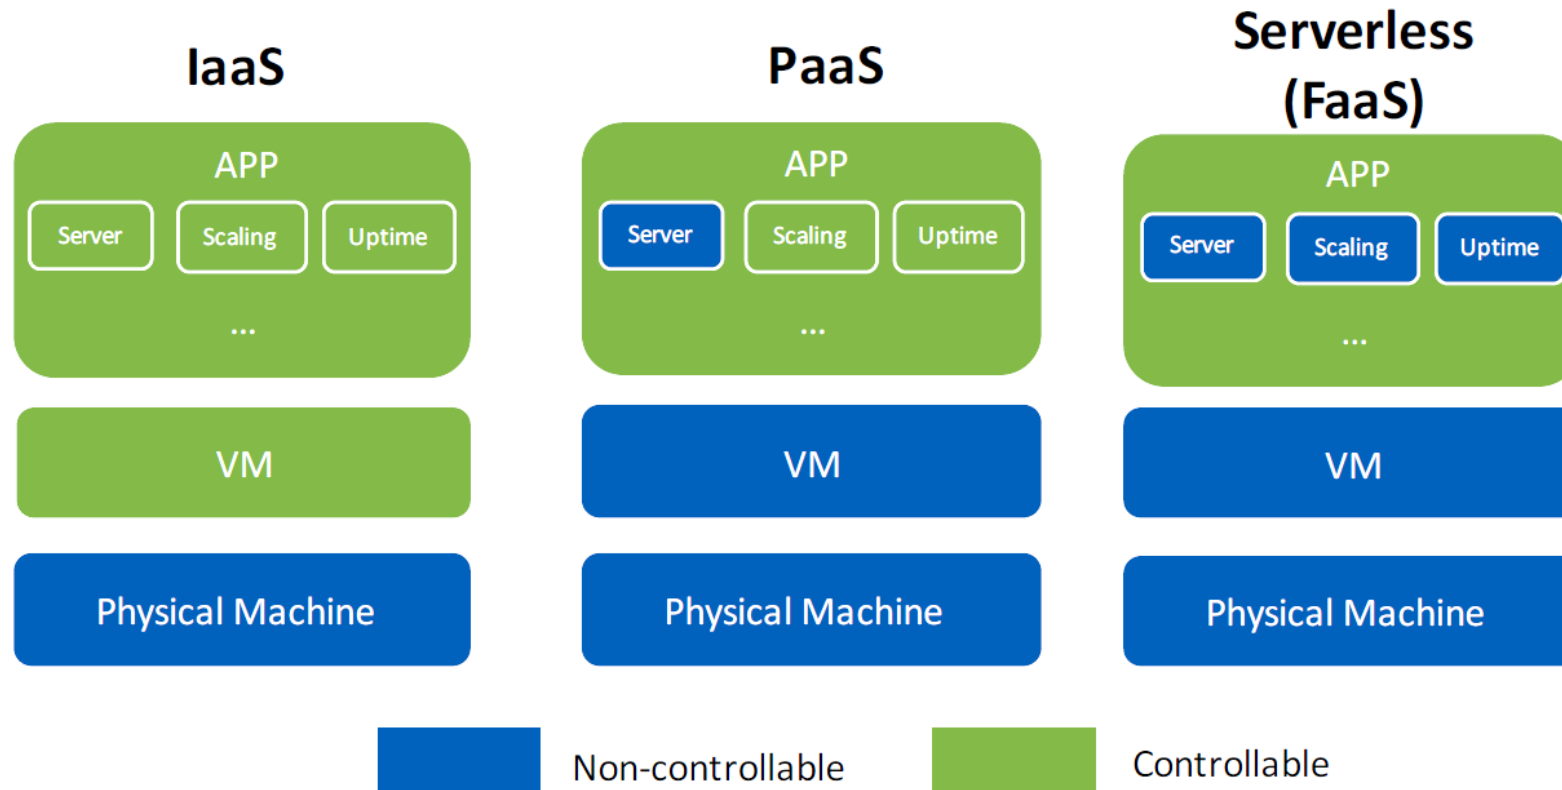 IaaS
APP
Server
Scaling
Uptime
...
VM
Physical Machine
PaaS
APP
Server
Scaling
Uptime
...
VM
Physical Machine
Serverless
(FaaS)
APP
Server
Scaling
Uptime
...
VM
Physical Machine
Non-controllable
Controllable